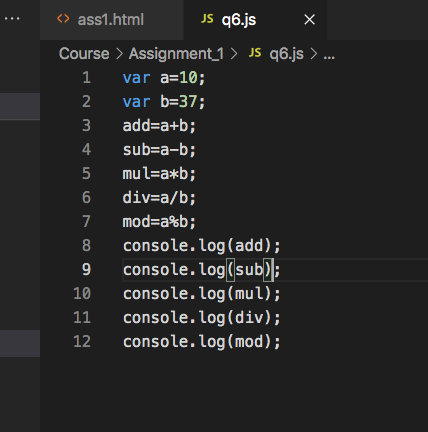 ... <> ass1.html JS q6.js ×
Course > Assignment_1 > JS q6.js > ...
1 var a=10;
2 var b=37;
3 add=a+b;
4 sub=a-b;
5 mul=a*b;
6 div=a/b;
7 mod=a%b;
8 console.log(add);
9 console.log(sub);
10 console.log(mul);
11 console.log(div);
12 console.log(mod);